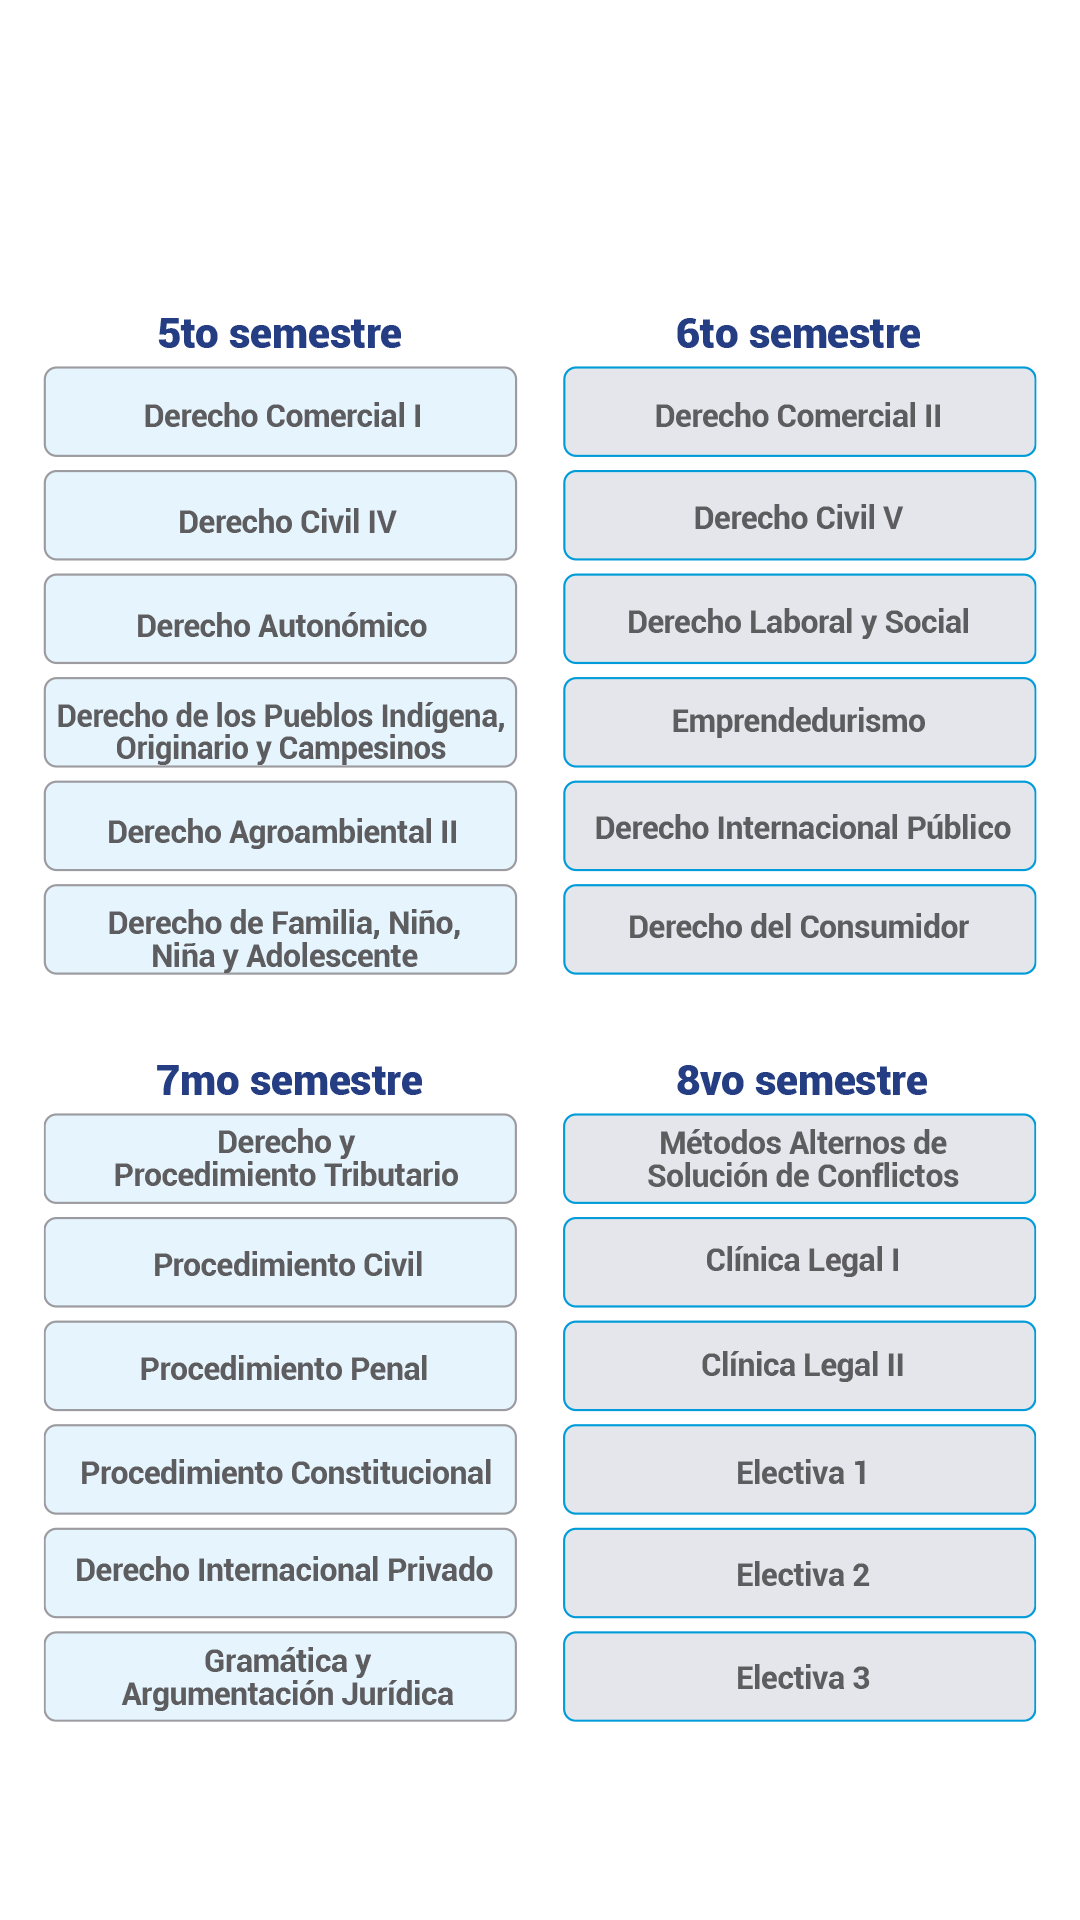 5to semestre
Derecho Comercial I
Derecho Civil IV
Derecho Autonómico
Derecho de los Pueblos Indígena,
Originario y Campesinos
Derecho Agroambiental II
Derecho de Familia, Niño,
Niña y Adolescente
6to semestre
Derecho Comercial II
Derecho Civil V
Derecho Laboral y Social
Emprendedurismo
Derecho Internacional Público
Derecho del Consumidor
7mo semestre
Derecho y
Procedimiento Tributario
Procedimiento Civil
Procedimiento Penal
Procedimiento Constitucional
Derecho Internacional Privado
Gramática y
Argumentación Jurídica
8vo semestre
Métodos Alternos de
Solución de Conflictos
Clínica Legal I
Clínica Legal II
Electiva 1
Electiva 2
Electiva 3